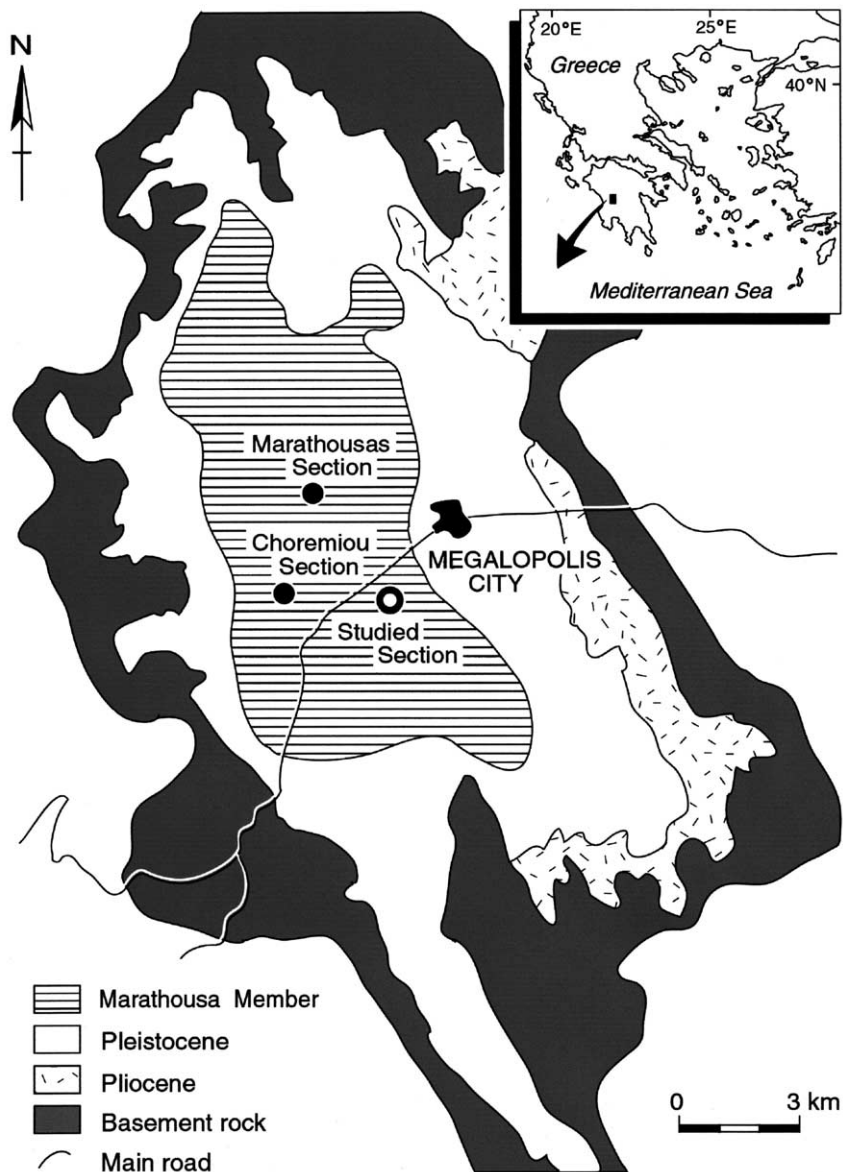 N
20°E
25°E
Greece
40°N
Mediterranean Sea
Marathousas
Section
Choremiou
Section
MEGALOPOLIS
CITY
Studied
Section
Marathousa Member
Pleistocene
Pliocene
Basement rock
Main road
0
3 km